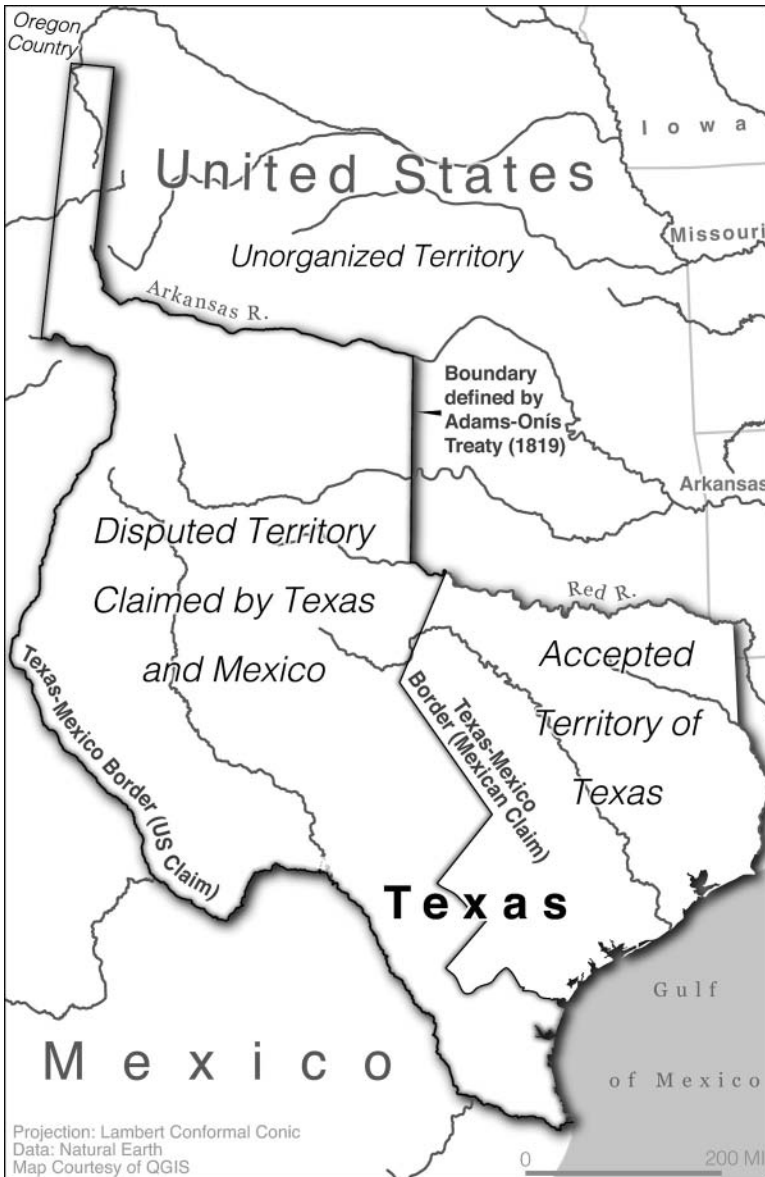 Oregon
Country
Iowa
United States
Missouri
Unorganized Territory
Arkansas R.
Boundary
defined by
Adams-Onís
Treaty (1819)
Arkansas
Disputed Territory
Claimed by Texas
and Mexico
Red R.
Accepted
Territory of
Texas
Texas-Mexico
Border (Mexican Claim)
Texas-Mexico Border (US Claim)
Texas
Gulf
of Mexico
Mexico
Projection: Lambert Conformal Conic
Data: Natural Earth
Map Courtesy of QGIS
0 200 MI